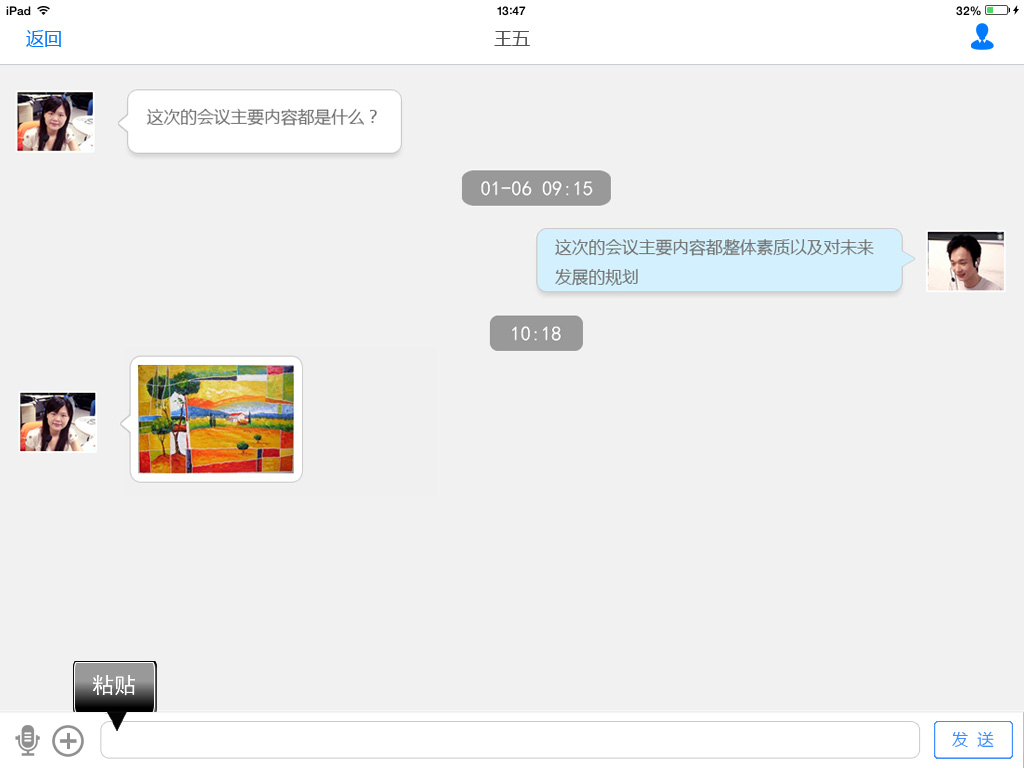 iPad 13:47 32%
返回 王五
这次的会议主要内容都是什么？
01-06 09:15
这次的会议主要内容都整体素质以及对未来
发展的规划
10:18
粘贴
发 送